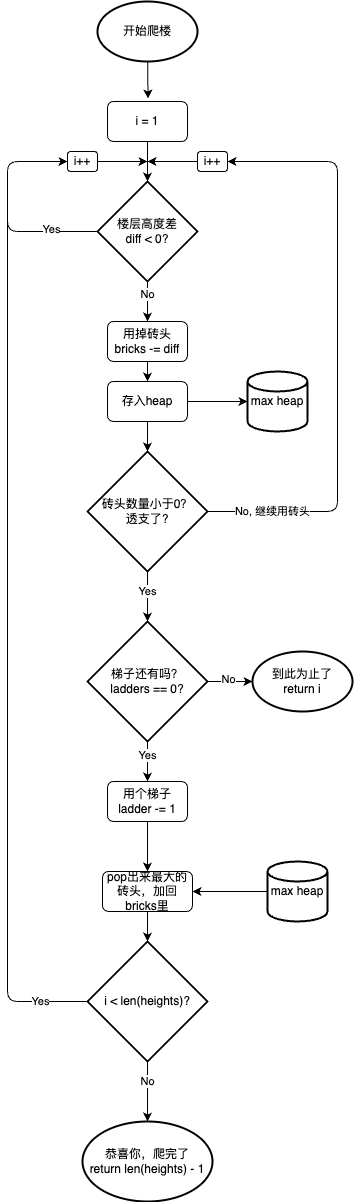 开始爬楼
i = 1
i++
i++
楼层高度差
diff < 0?
Yes
No
用掉砖头
bricks -= diff
存入heap
max heap
砖头数量小于0?
透支了?
No, 继续用砖头
Yes
梯子还有吗?
ladders == 0?
No
到此为止了
return i
Yes
用个梯子
ladder -= 1
pop出来最大的
砖头，加回
bricks里
max heap
i < len(heights)?
Yes
No
恭喜你，爬完了
return len(heights) - 1